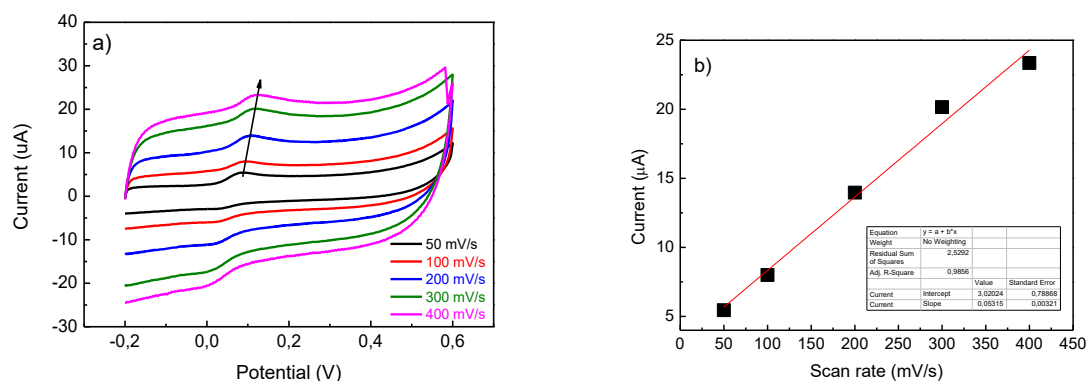 a)
40
30
20
10
0
-10
-20
-30
Current (uA)
-0,2
0,0
0,2
0,4
0,6
Potential (V)
50 mV/s
100 mV/s
200 mV/s
300 mV/s
400 mV/s
b)
25
20
15
10
5
Current (µA)
0 50 100 150 200 250 300 350 400 450
Scan rate (mV/s)
Equation y = a + b*x
Weight No Weighting
Residual Sum
of Squares 2,5292
Adj. R-Square 0,9856
Value Standard Error
Current Intercept 3,02024 0,78868
Current Slope 0,05315 0,00321